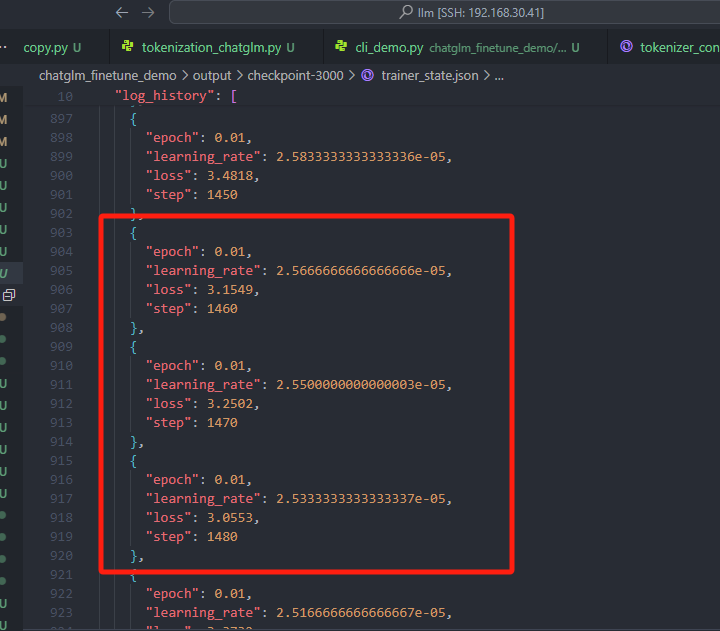 ← → llm [SSH: 192.168.30.41]
copy.py U tokenization_chatglm.py U cli_demo.py chatglm_finetune_demo/... U tokenizer_con
chatglm_finetune_demo > output > checkpoint-3000 > trainer_state.json > ...
10 "log_history": [
897 {
898 "epoch": 0.01,
899 "learning_rate": 2.5833333333333336e-05,
900 "loss": 3.4818,
901 "step": 1450
902 },
903 {
904 "epoch": 0.01,
905 "learning_rate": 2.5666666666666666e-05,
906 "loss": 3.1549,
907 "step": 1460
908 },
909 {
910 "epoch": 0.01,
911 "learning_rate": 2.5500000000000003e-05,
912 "loss": 3.2502,
913 "step": 1470
914 },
915 {
916 "epoch": 0.01,
917 "learning_rate": 2.5333333333333337e-05,
918 "loss": 3.0553,
919 "step": 1480
920 },
921 {
922 "epoch": 0.01,
923 "learning_rate": 2.5166666666666667e-05,